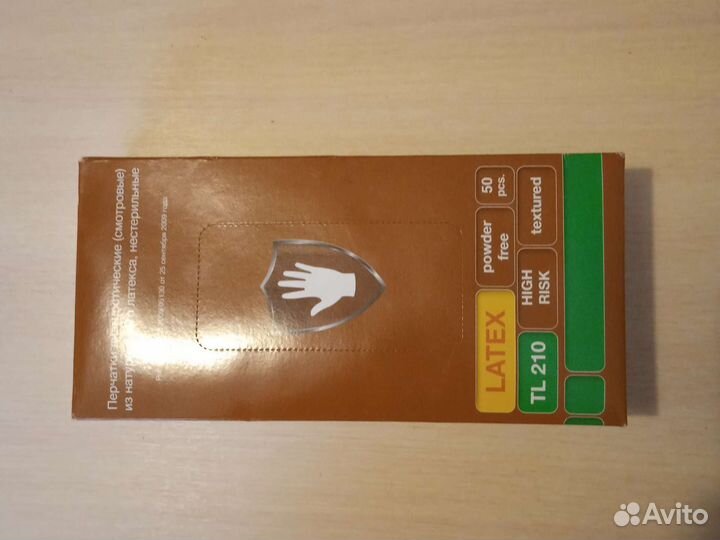 Перчатки диагностические (смотровые)
из натурального латекса, нестерильные
от 25 сентября 2009 года
LATEX
powder
free
50
pcs.
TL 210
HIGH
RISK
textured
Avito